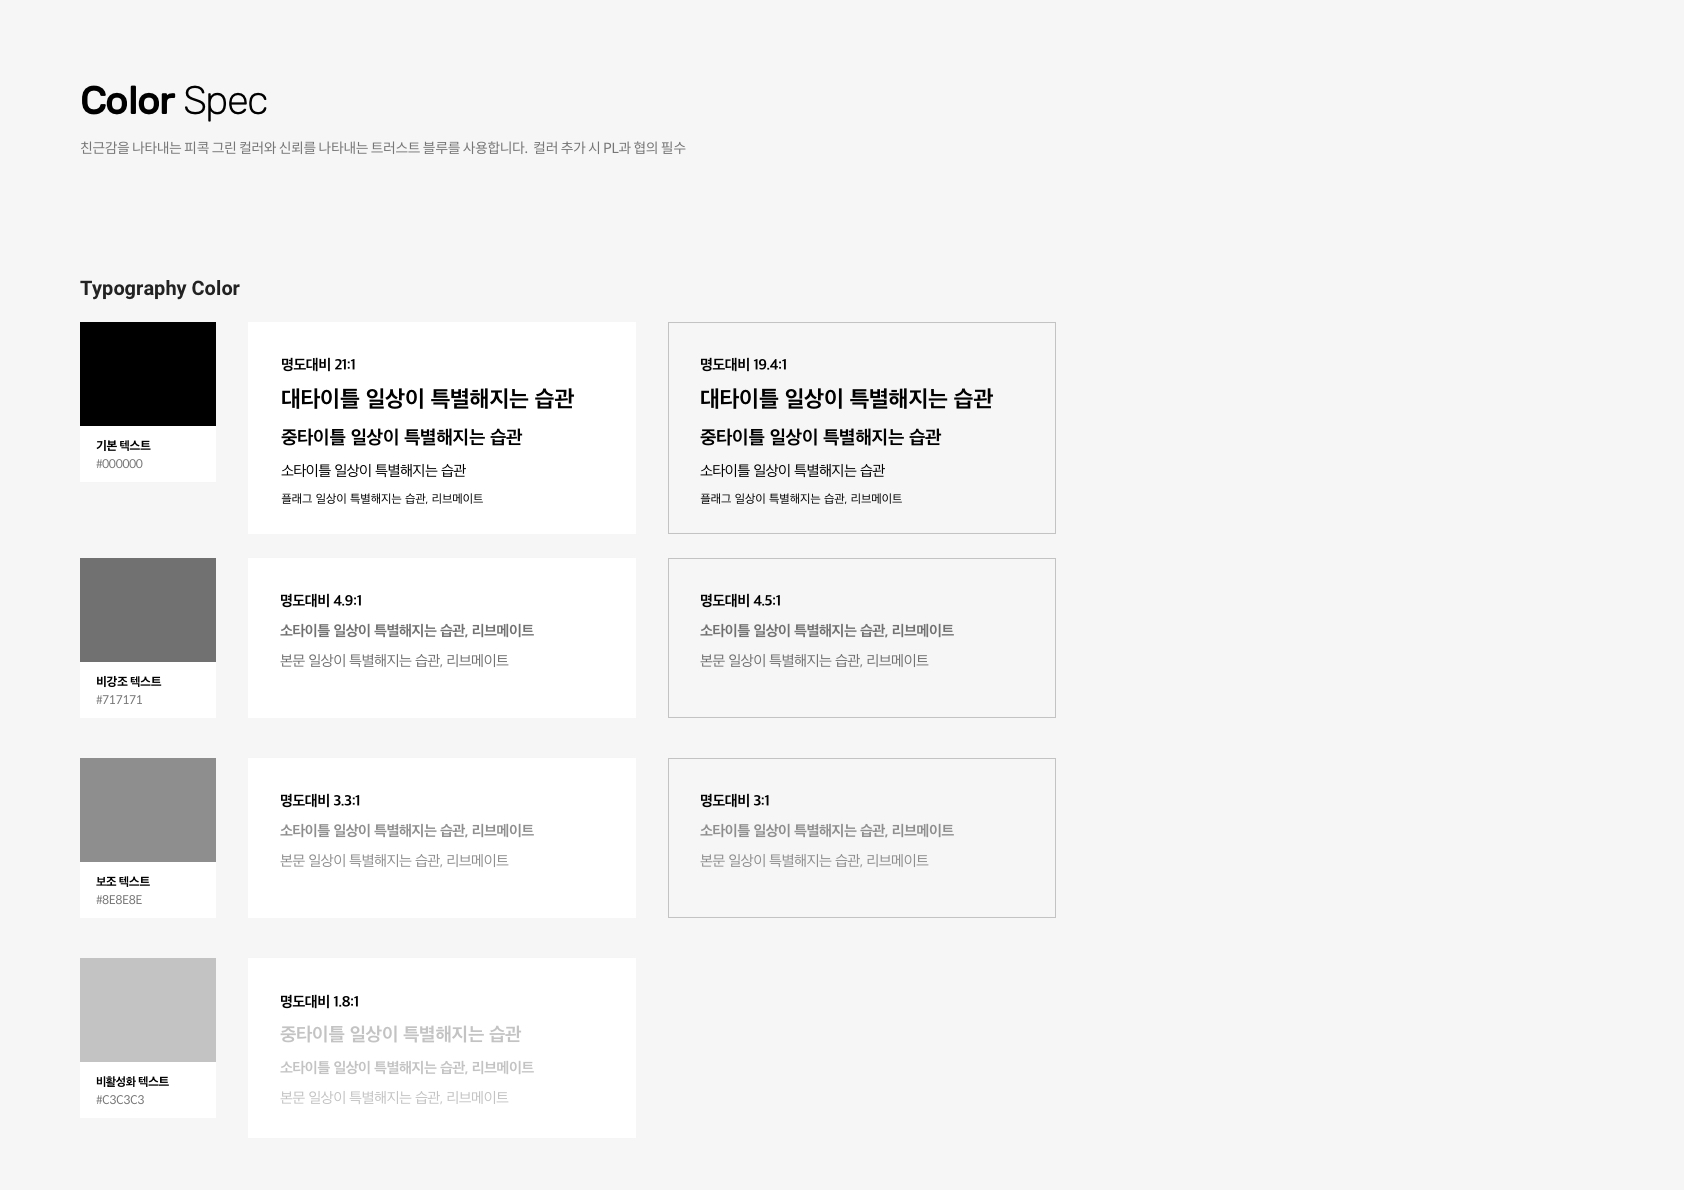 Color Spec
친근감을 나타내는 피콕 그린 컬러와 신뢰를 나타내는 트러스트 블루를 사용합니다. 컬러 추가 시 PL과 협의 필수
Typography Color
기본 텍스트
#000000
명도대비 21:1
대타이틀 일상이 특별해지는 습관
중타이틀 일상이 특별해지는 습관
소타이틀 일상이 특별해지는 습관
플래그 일상이 특별해지는 습관, 리브메이트
명도대비 19.4:1
대타이틀 일상이 특별해지는 습관
중타이틀 일상이 특별해지는 습관
소타이틀 일상이 특별해지는 습관
플래그 일상이 특별해지는 습관, 리브메이트
비강조 텍스트
#717171
명도대비 4.9:1
소타이틀 일상이 특별해지는 습관, 리브메이트
본문 일상이 특별해지는 습관, 리브메이트
명도대비 4.5:1
소타이틀 일상이 특별해지는 습관, 리브메이트
본문 일상이 특별해지는 습관, 리브메이트
보조 텍스트
#8E8E8E
명도대비 3.3:1
소타이틀 일상이 특별해지는 습관, 리브메이트
본문 일상이 특별해지는 습관, 리브메이트
명도대비 3:1
소타이틀 일상이 특별해지는 습관, 리브메이트
본문 일상이 특별해지는 습관, 리브메이트
비활성화 텍스트
#C3C3C3
명도대비 1.8:1
중타이틀 일상이 특별해지는 습관
소타이틀 일상이 특별해지는 습관, 리브메이트
본문 일상이 특별해지는 습관, 리브메이트